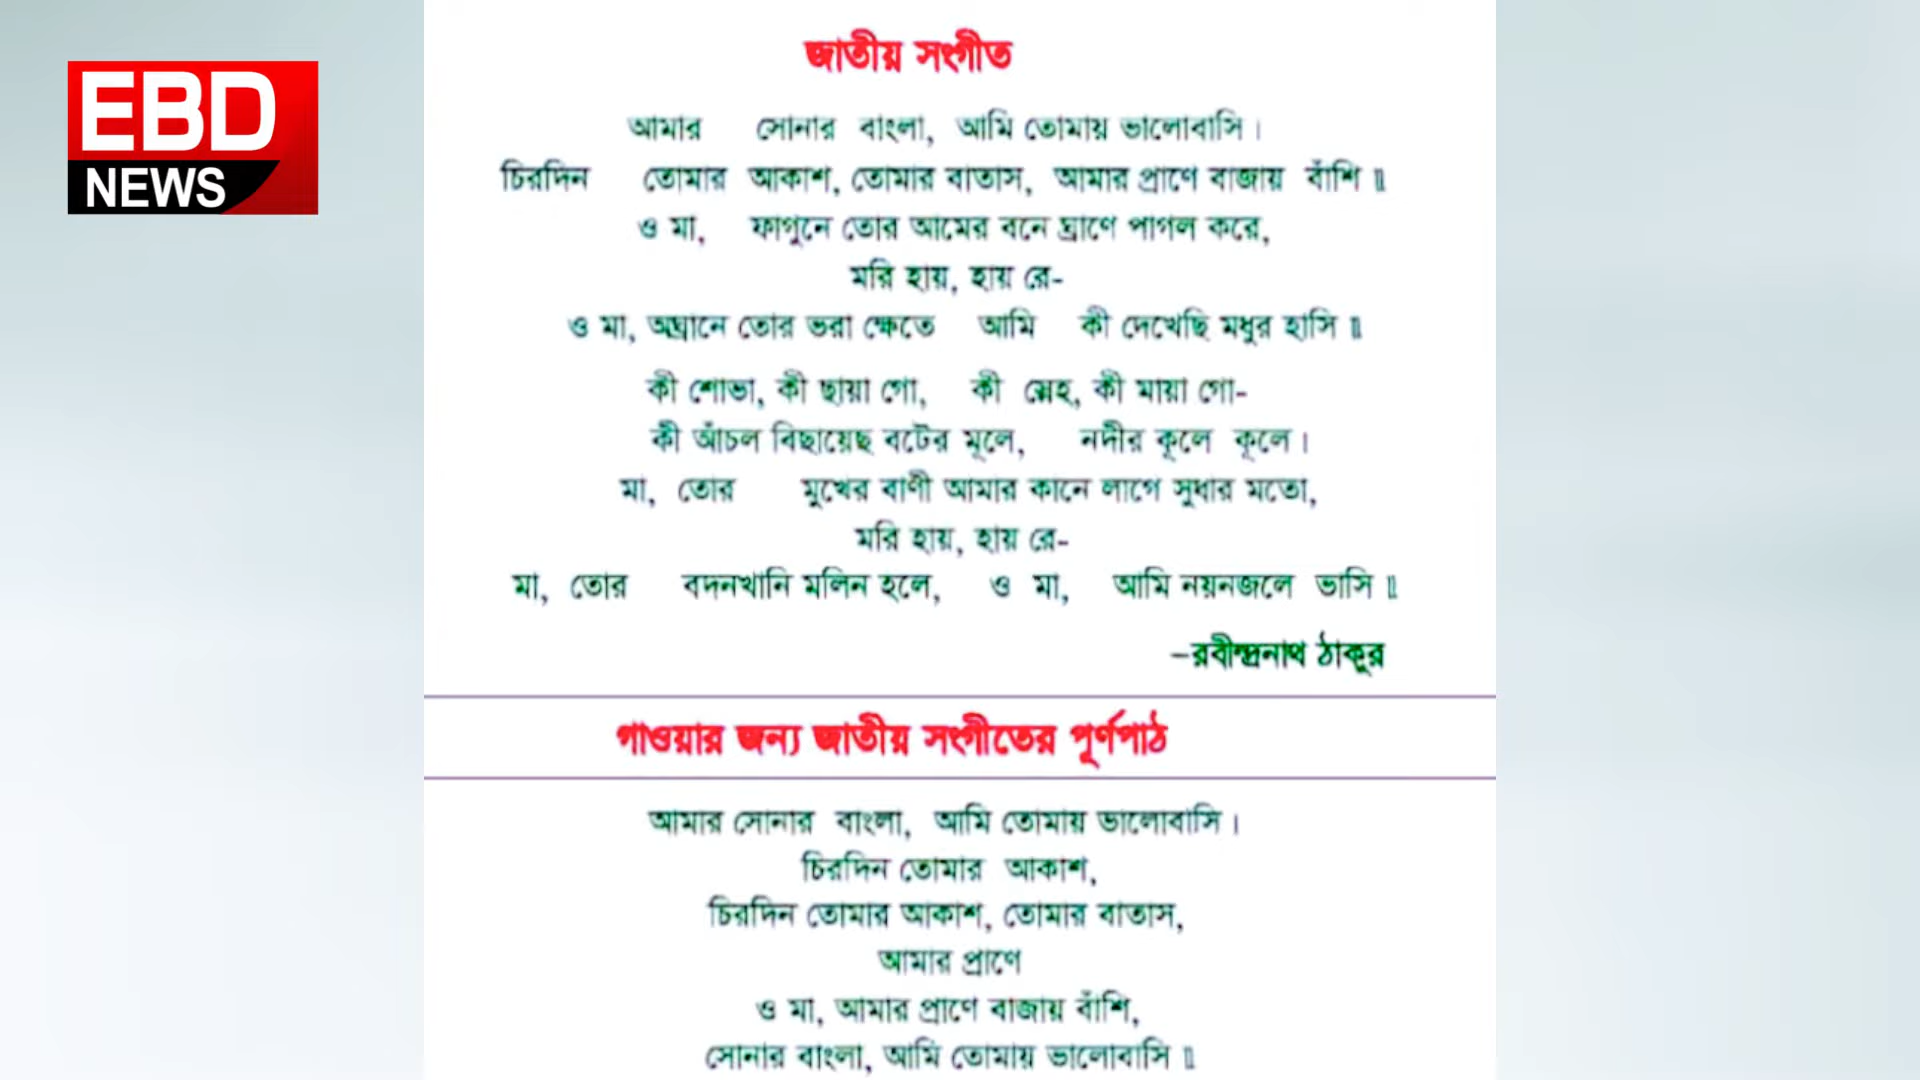 EBD
NEWS
জাতীয় সংগীত
আমার সোনার বাংলা, আমি তোমায় ভালোবাসি।
চিরদিন তোমার আকাশ, তোমার বাতাস, আমার প্রাণে বাজায় বাঁশি॥
ও মা, ফাগুনে তোর আমের বনে ঘ্রাণে পাগল করে,
মরি হায়, হায় রে-
ও মা, অঘ্রানে তোর ভরা ক্ষেতে আমি কী দেখেছি মধুর হাসি॥
কী শোভা, কী ছায়া গো, কী স্নেহ, কী মায়া গো-
কী আঁচল বিছায়েছ বটের মূলে, নদীর কূলে কূলে।
মা, তোর মুখের বাণী আমার কানে লাগে সুধার মতো,
মরি হায়, হায় রে-
মা, তোর বদনখানি মলিন হলে, ও মা, আমি নয়নজলে ভাসি॥
–রবীন্দ্রনাথ ঠাকুর
গাওয়ার জন্য জাতীয় সংগীতের পূর্ণপাঠ
আমার সোনার বাংলা, আমি তোমায় ভালোবাসি।
চিরদিন তোমার আকাশ,
চিরদিন তোমার আকাশ, তোমার বাতাস,
আমার প্রাণে
ও মা, আমার প্রাণে বাজায় বাঁশি,
সোনার বাংলা, আমি তোমায় ভালোবাসি॥